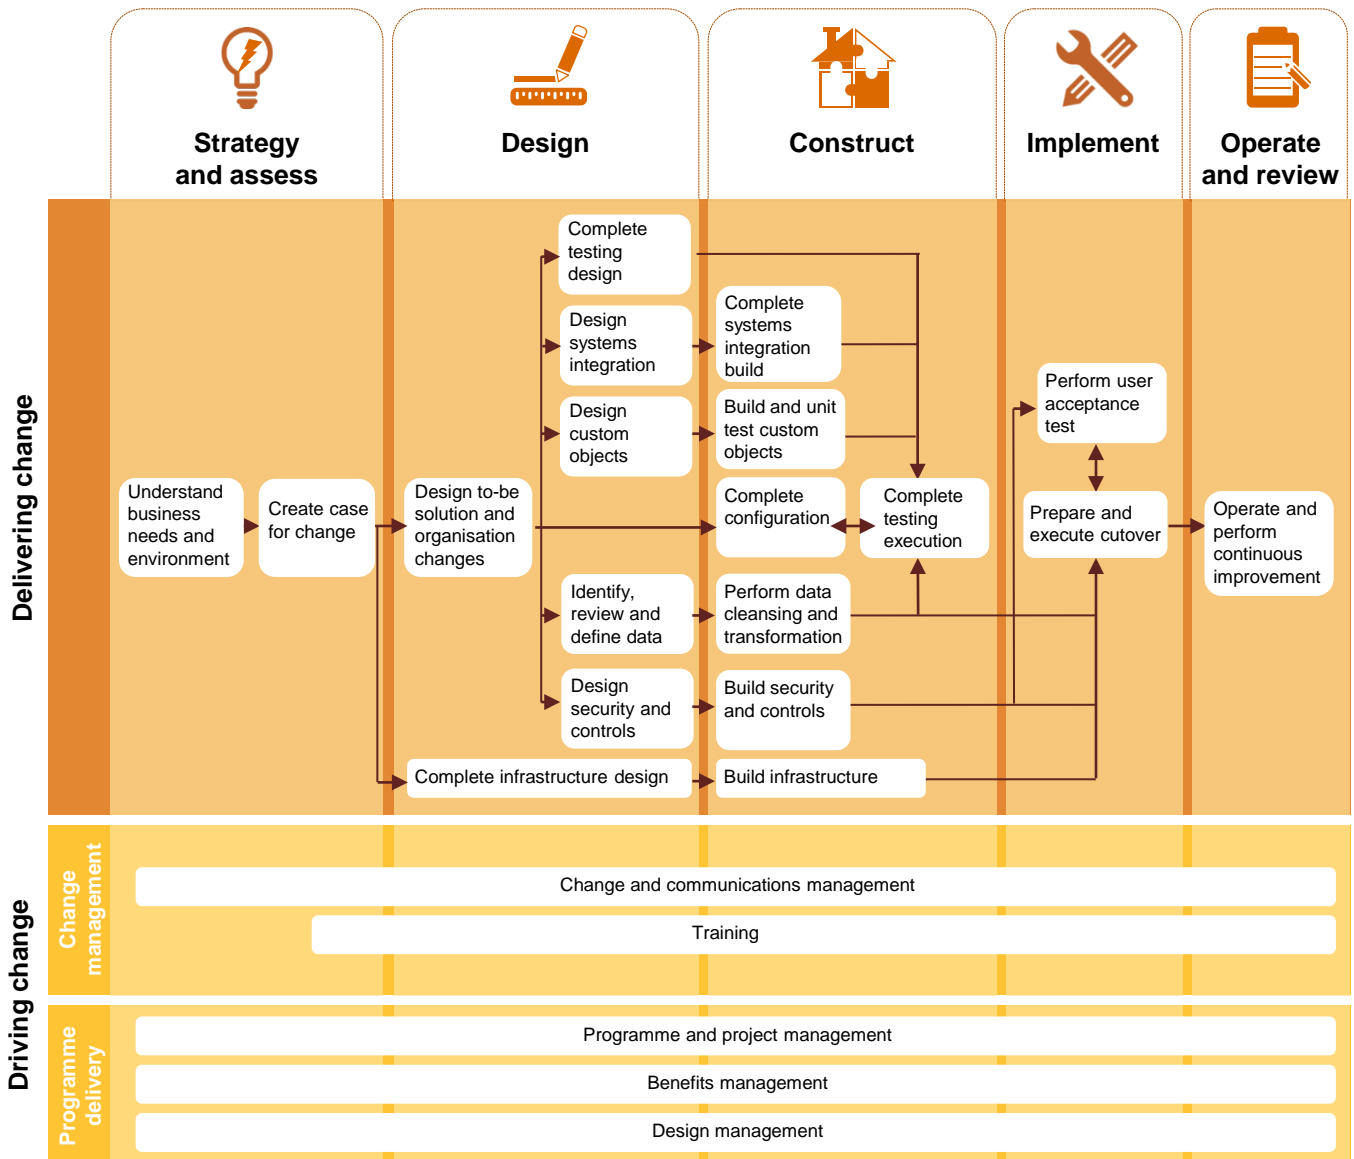 Strategy
and assess
Design
Construct
Implement
Operate
and review
Delivering change
Complete
testing
design
Design
systems
integration
Complete
systems
integration
build
Design
custom
objects
Build and unit
test custom
objects
Perform user
acceptance
test
Understand
business
needs and
environment
Create case
for change
Design to-be
solution and
organisation
changes
Complete
configuration
Complete
testing
execution
Prepare and
execute cutover
Operate and
perform
continuous
improvement
Identify,
review and
define data
Perform data
cleansing and
transformation
Design
security and
controls
Build security
and controls
Complete infrastructure design
Build infrastructure
Driving change
Change
management
Change and communications management
Training
Programme
delivery
Programme and project management
Benefits management
Design management